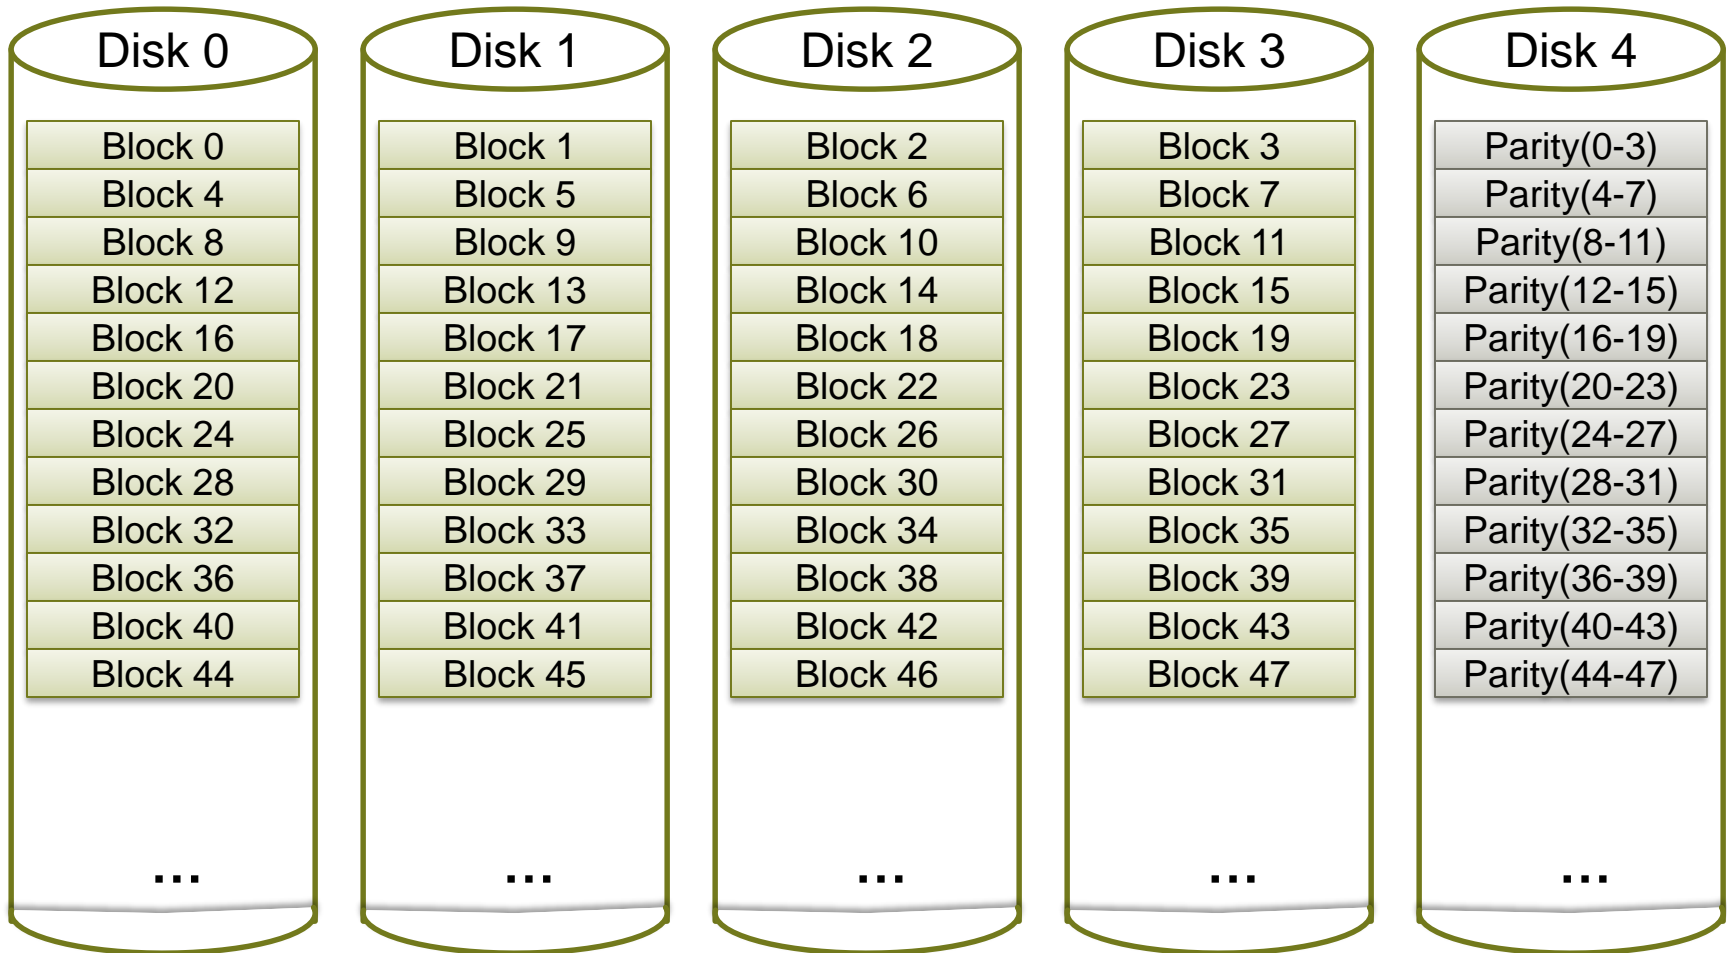 Disk 0 Disk 1 Disk 2 Disk 3 Disk 4
Block 0 Block 1 Block 2 Block 3 Parity(0-3)
Block 4 Block 5 Block 6 Block 7 Parity(4-7)
Block 8 Block 9 Block 10 Block 11 Parity(8-11)
Block 12 Block 13 Block 14 Block 15 Parity(12-15)
Block 16 Block 17 Block 18 Block 19 Parity(16-19)
Block 20 Block 21 Block 22 Block 23 Parity(20-23)
Block 24 Block 25 Block 26 Block 27 Parity(24-27)
Block 28 Block 29 Block 30 Block 31 Parity(28-31)
Block 32 Block 33 Block 34 Block 35 Parity(32-35)
Block 36 Block 37 Block 38 Block 39 Parity(36-39)
Block 40 Block 41 Block 42 Block 43 Parity(40-43)
Block 44 Block 45 Block 46 Block 47 Parity(44-47)
... ... ... ... ...